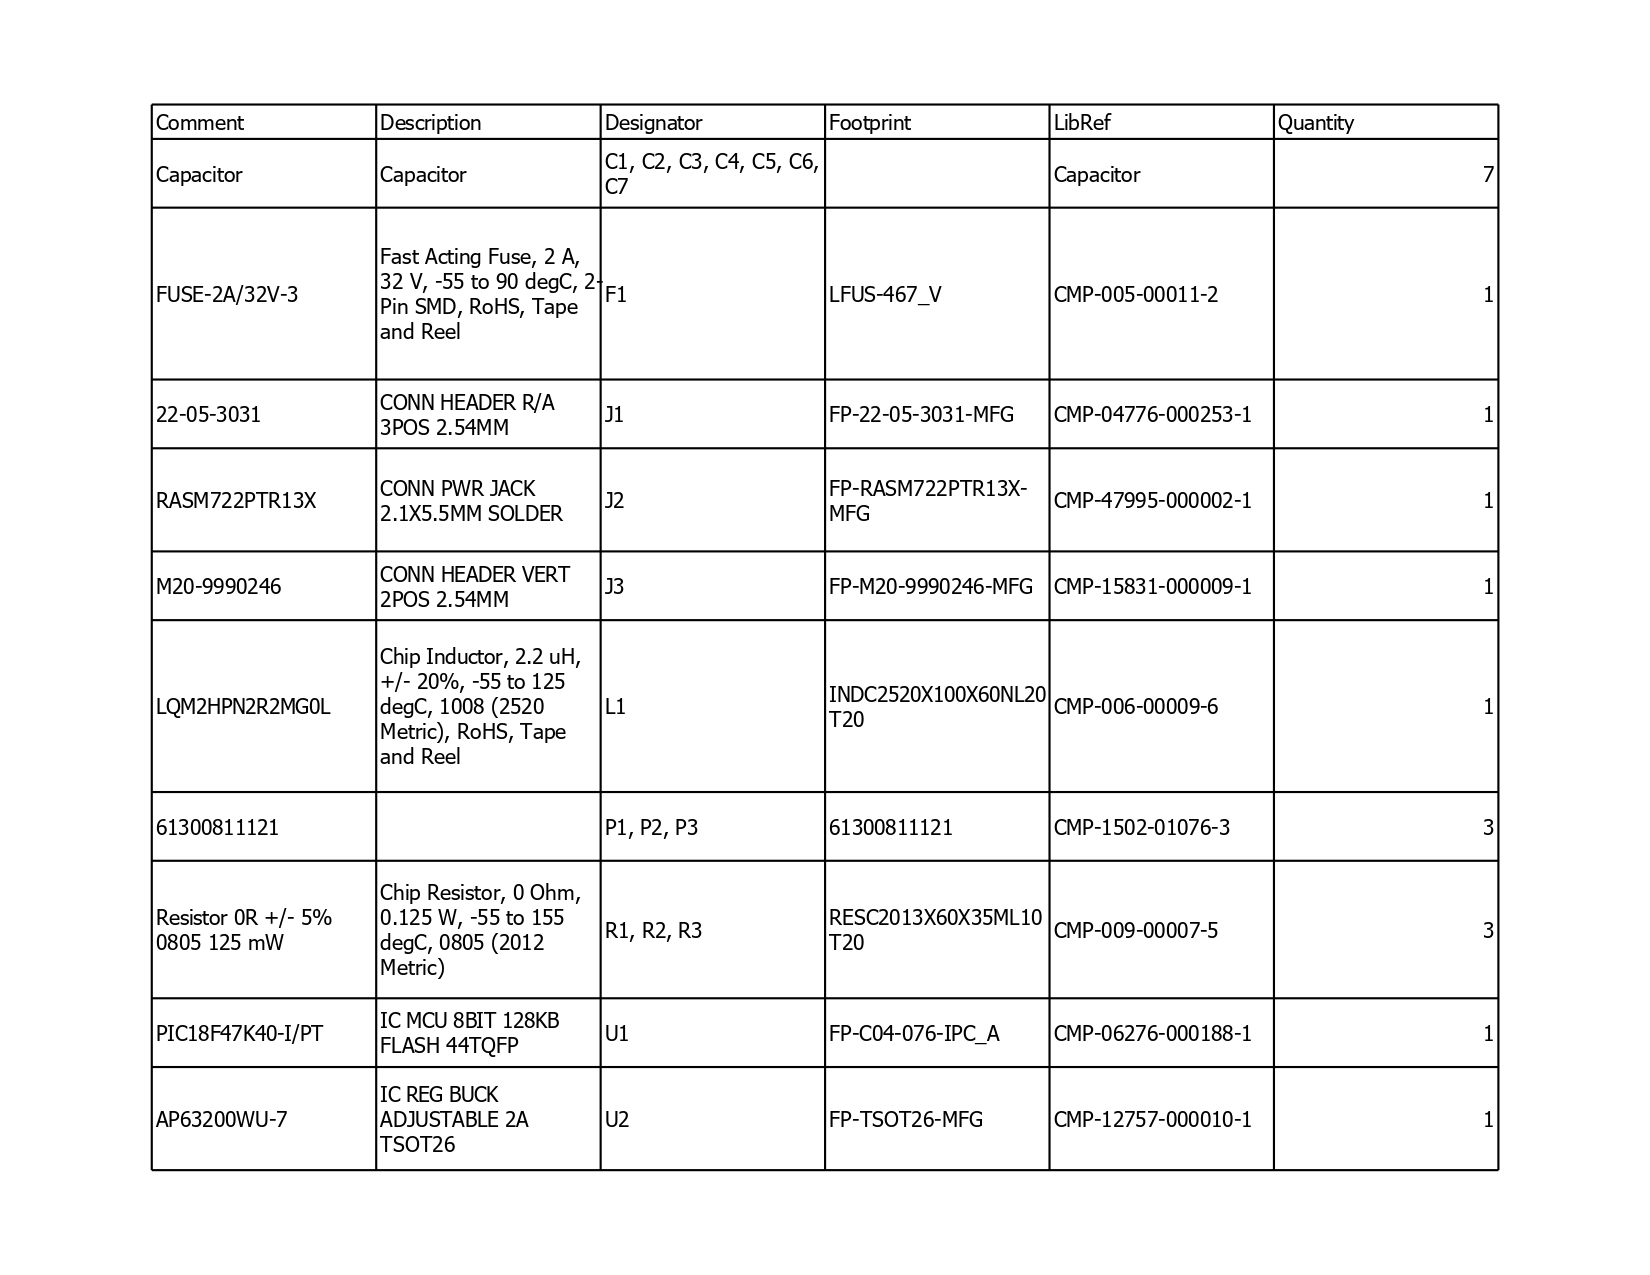 Comment Description Designator Footprint LibRef Quantity
Capacitor Capacitor C1, C2, C3, C4, C5, C6, Capacitor 7
C7
Fast Acting Fuse, 2 A,
32 V, -55 to 90 degC, 2-
FUSE-2A/32V-3 F1 LFUS-467_V CMP-005-00011-2 1
Pin SMD, RoHS, Tape
and Reel
22-05-3031 CONN HEADER R/A J1 FP-22-05-3031-MFG CMP-04776-000253-1 1
3POS 2.54MM
RASM722PTR13X CONN PWR JACK J2 FP-RASM722PTR13X- CMP-47995-000002-1 1
2.1X5.5MM SOLDER MFG
M20-9990246 CONN HEADER VERT J3 FP-M20-9990246-MFG CMP-15831-000009-1 1
2POS 2.54MM
Chip Inductor, 2.2 uH,
+/- 20%, -55 to 125 INDC2520X100X60NL20
LQM2HPN2R2MG0L degC, 1008 (2520 L1 T20 CMP-006-00009-6 1
Metric), RoHS, Tape
and Reel
61300811121 P1, P2, P3 61300811121 CMP-1502-01076-3 3
Chip Resistor, 0 Ohm,
Resistor 0R +/- 5% 0.125 W, -55 to 155 R1, R2, R3 RESC2013X60X35ML10 CMP-009-00007-5 3
0805 125 mW degC, 0805 (2012 T20
Metric)
PIC18F47K40-I/PT IC MCU 8BIT 128KB U1 FP-C04-076-IPC_A CMP-06276-000188-1 1
FLASH 44TQFP
IC REG BUCK
AP63200WU-7 ADJUSTABLE 2A U2 FP-TSOT26-MFG CMP-12757-000010-1 1
TSOT26